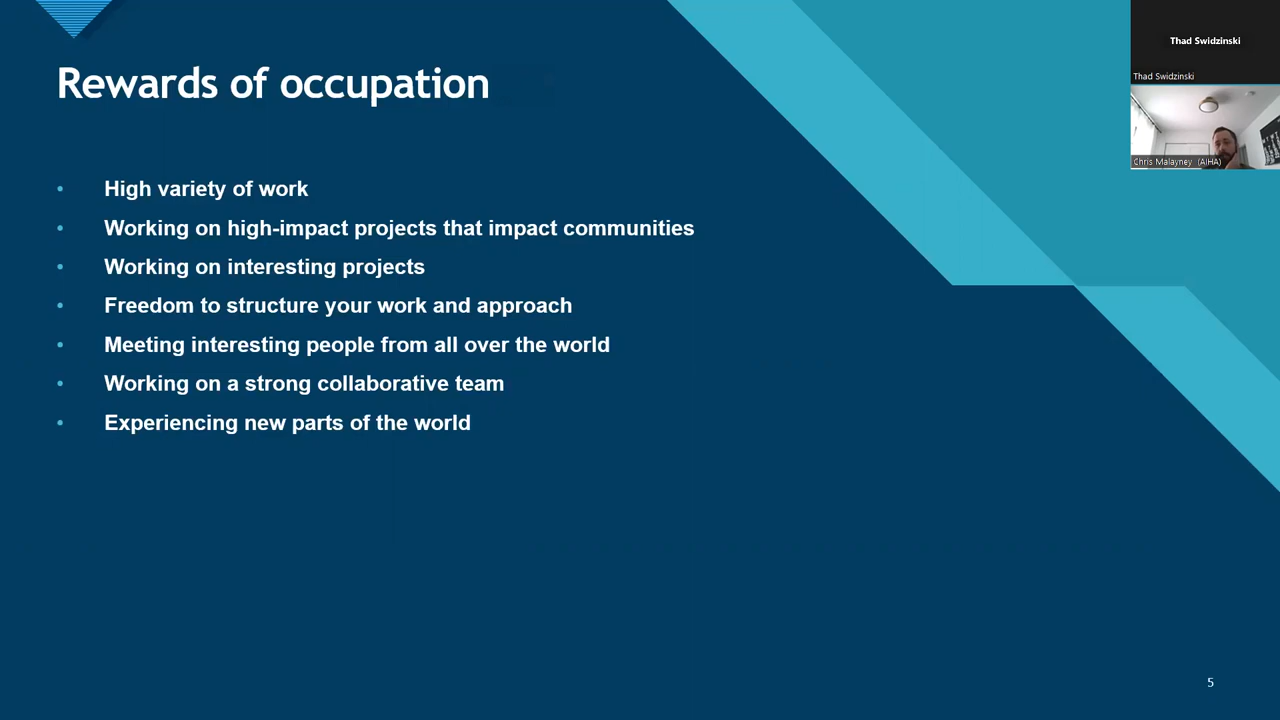 Rewards of occupation
• High variety of work
• Working on high-impact projects that impact communities
• Working on interesting projects
• Freedom to structure your work and approach
• Meeting interesting people from all over the world
• Working on a strong collaborative team
• Experiencing new parts of the world
5
Thad Swidzinski
Thad Swidzinski
Chris Malayney (AIHA)